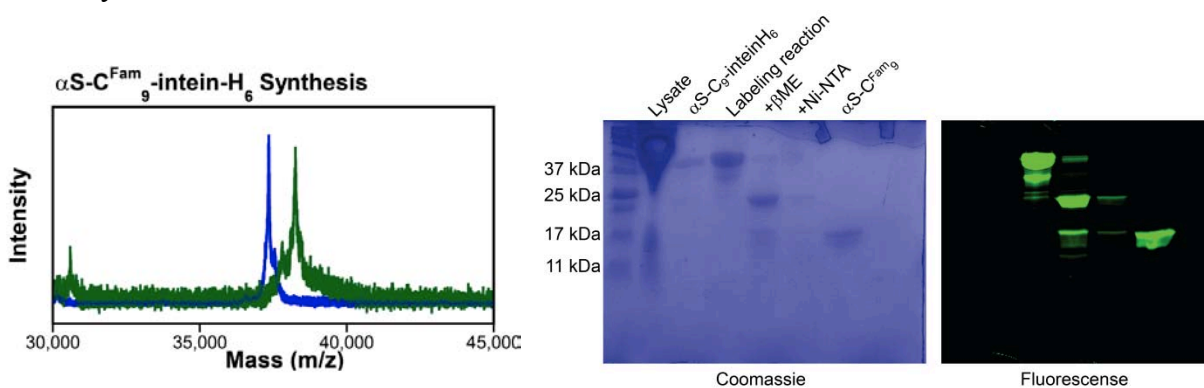 αS-C^Fam_9-intein-H_6 Synthesis
Intensity
30,000
35,000
40,000
45,000
Mass (m/z)
Lysate
αS-C_9-inteinH_6
Labeling reaction
+βME
+Ni-NTA
αS-C^Fam_9
37 kDa
25 kDa
17 kDa
11 kDa
Coomassie
Fluorescense